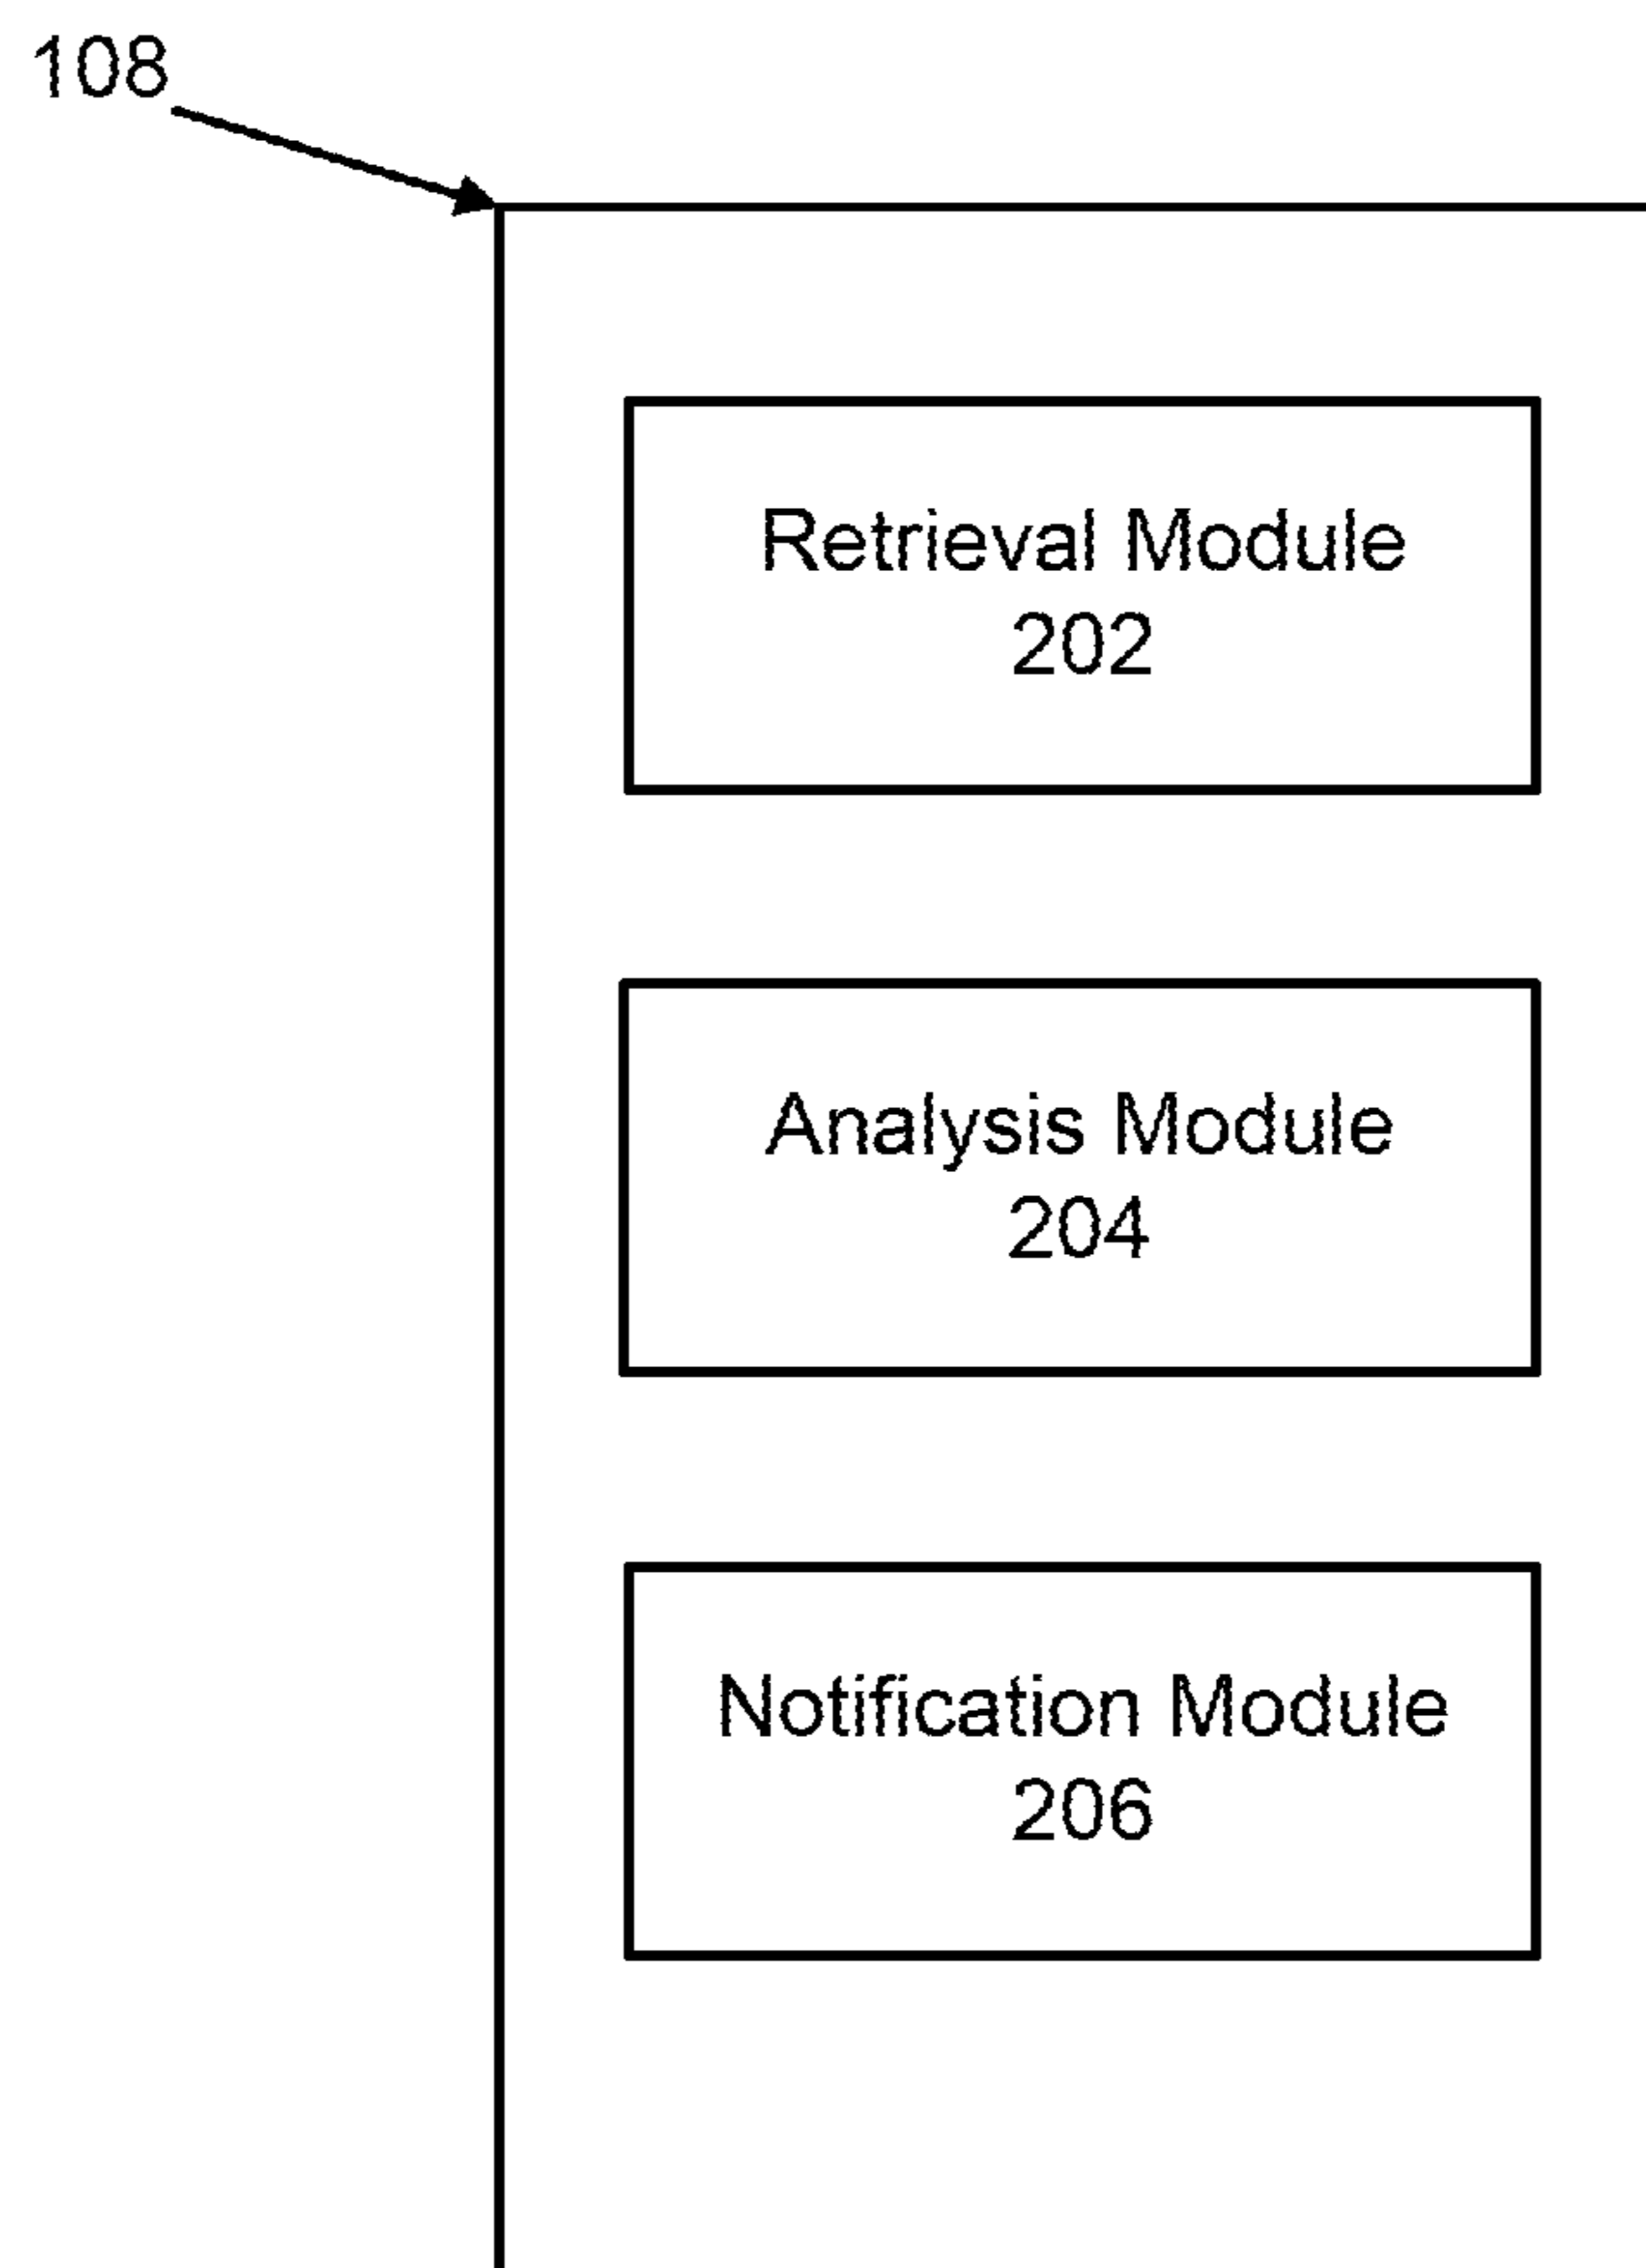 108
Retrieval Module
202
Analysis Module
204
Notification Module
206